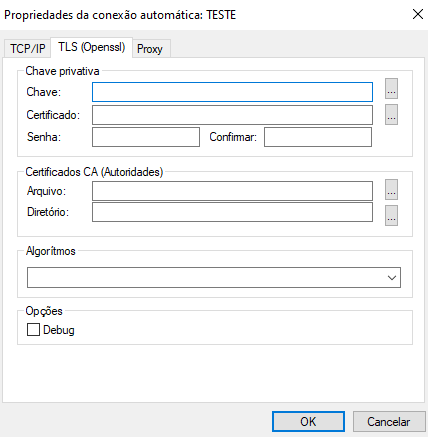 Propriedades da conexão automática: TESTE
TCP/IP TLS (Openssl) Proxy
Chave privativa
Chave: ...
Certificado: ...
Senha: Confirmar:
Certificados CA (Autoridades)
Arquivo: ...
Diretório: ...
Algorítmos
Opções
Debug
OK Cancelar